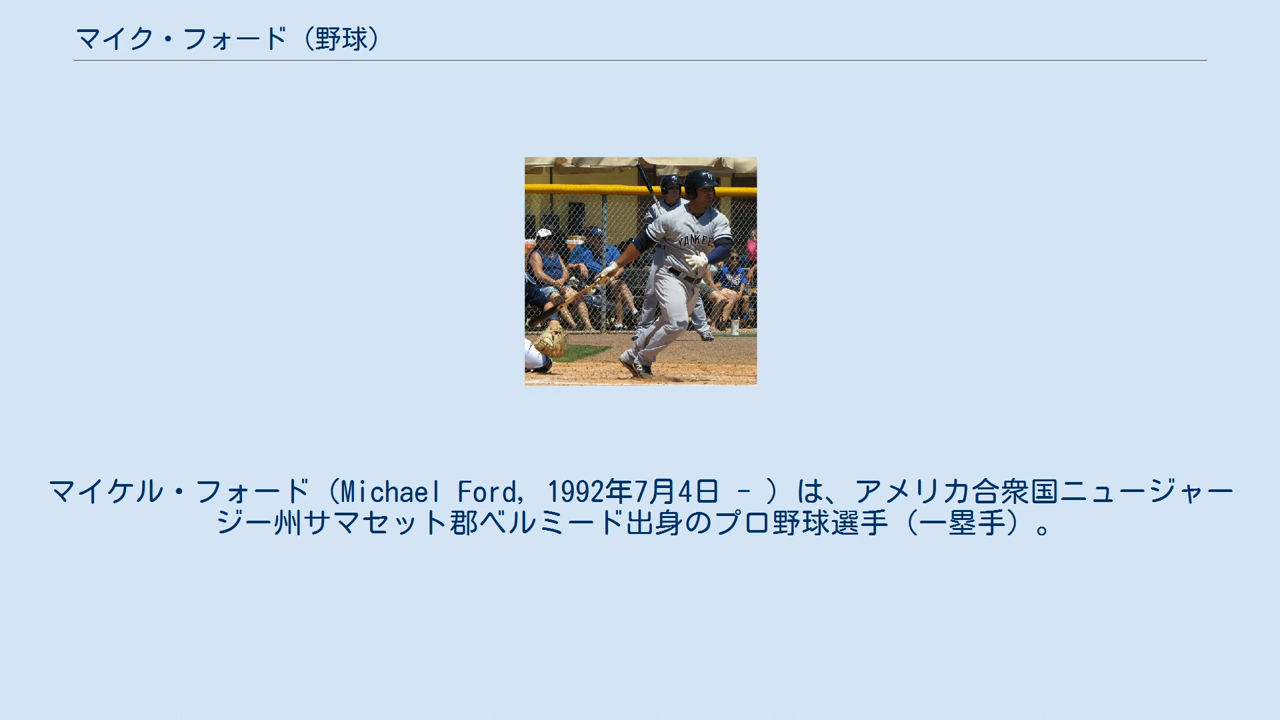 マイク・フォード（野球）
YANKEE
マイケル・フォード（Michael Ford, 1992年7月4日 - ）は、アメリカ合衆国ニュージャー
ジー州サマセット郡ベルミード出身のプロ野球選手（一塁手）。